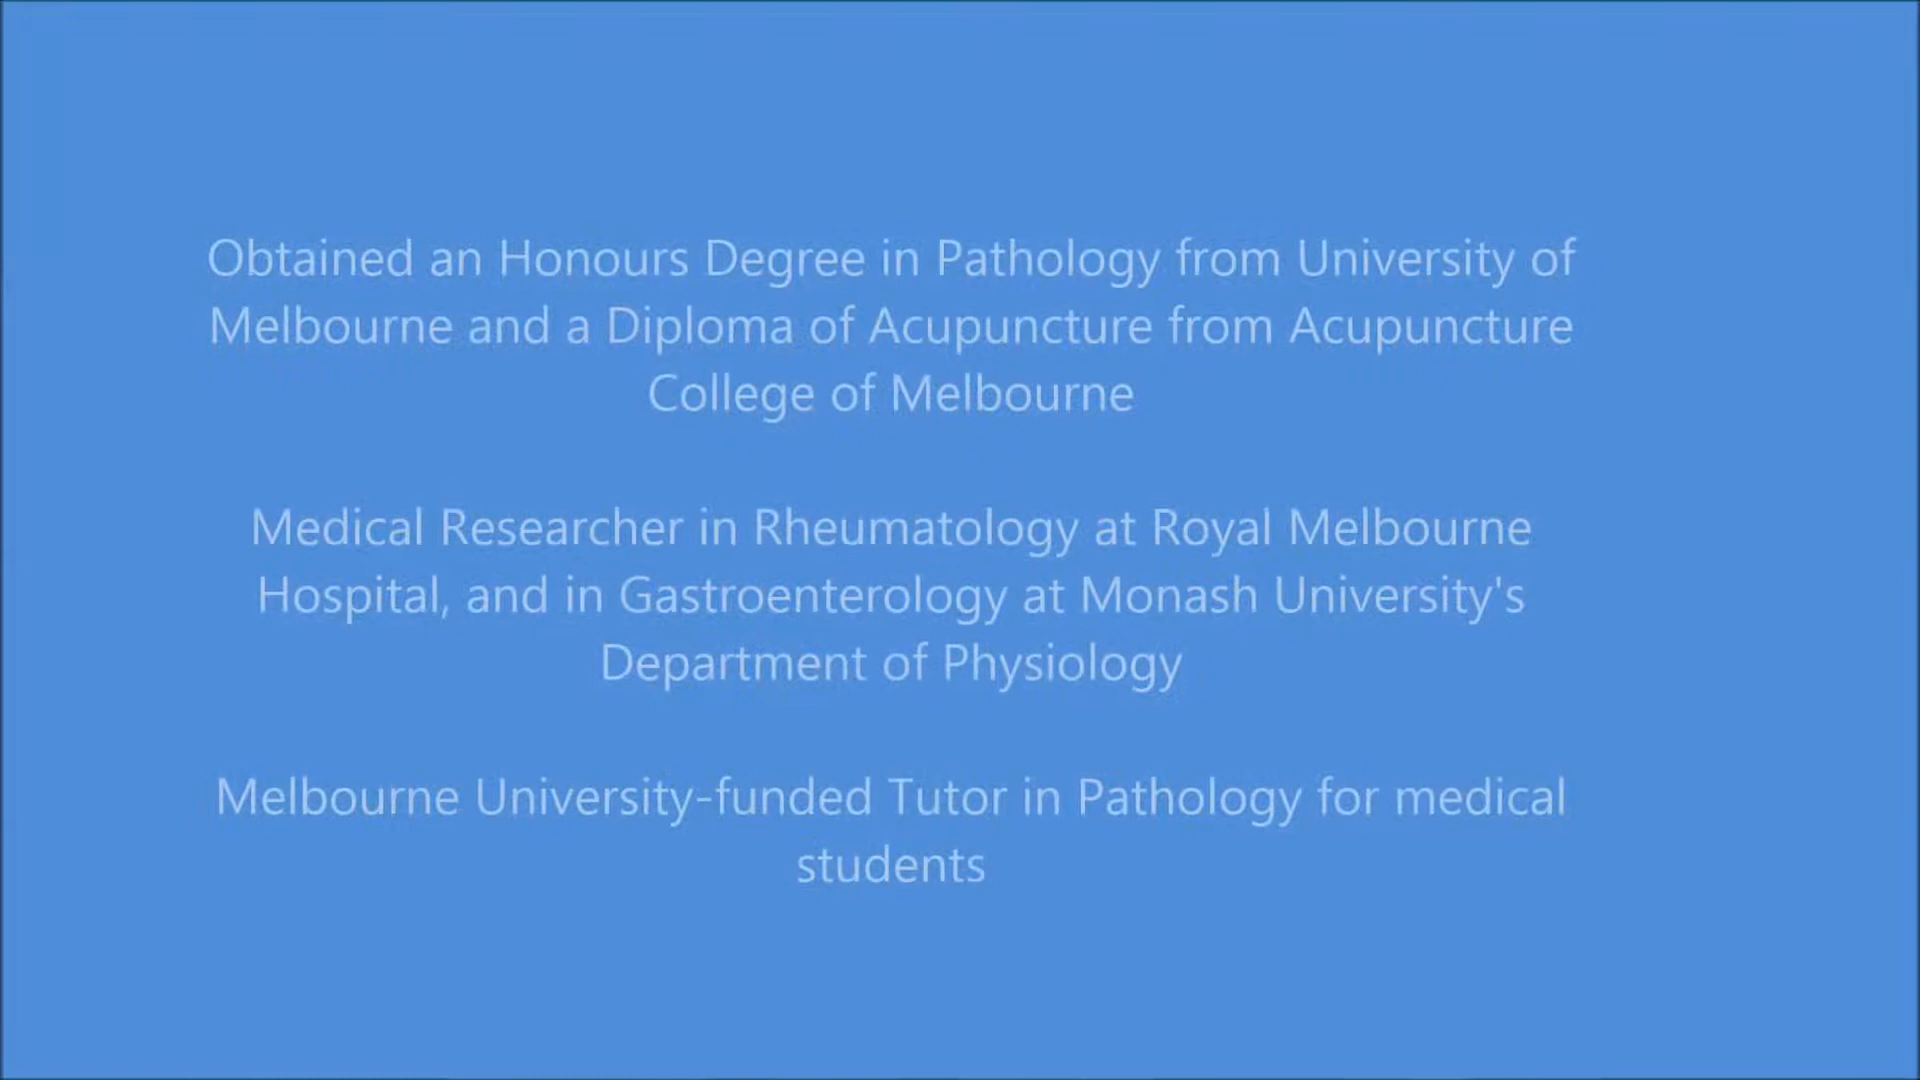 Obtained an Honours Degree in Pathology from University of
Melbourne and a Diploma of Acupuncture from Acupuncture
College of Melbourne
Medical Researcher in Rheumatology at Royal Melbourne
Hospital, and in Gastroenterology at Monash University's
Department of Physiology
Melbourne University-funded Tutor in Pathology for medical
students